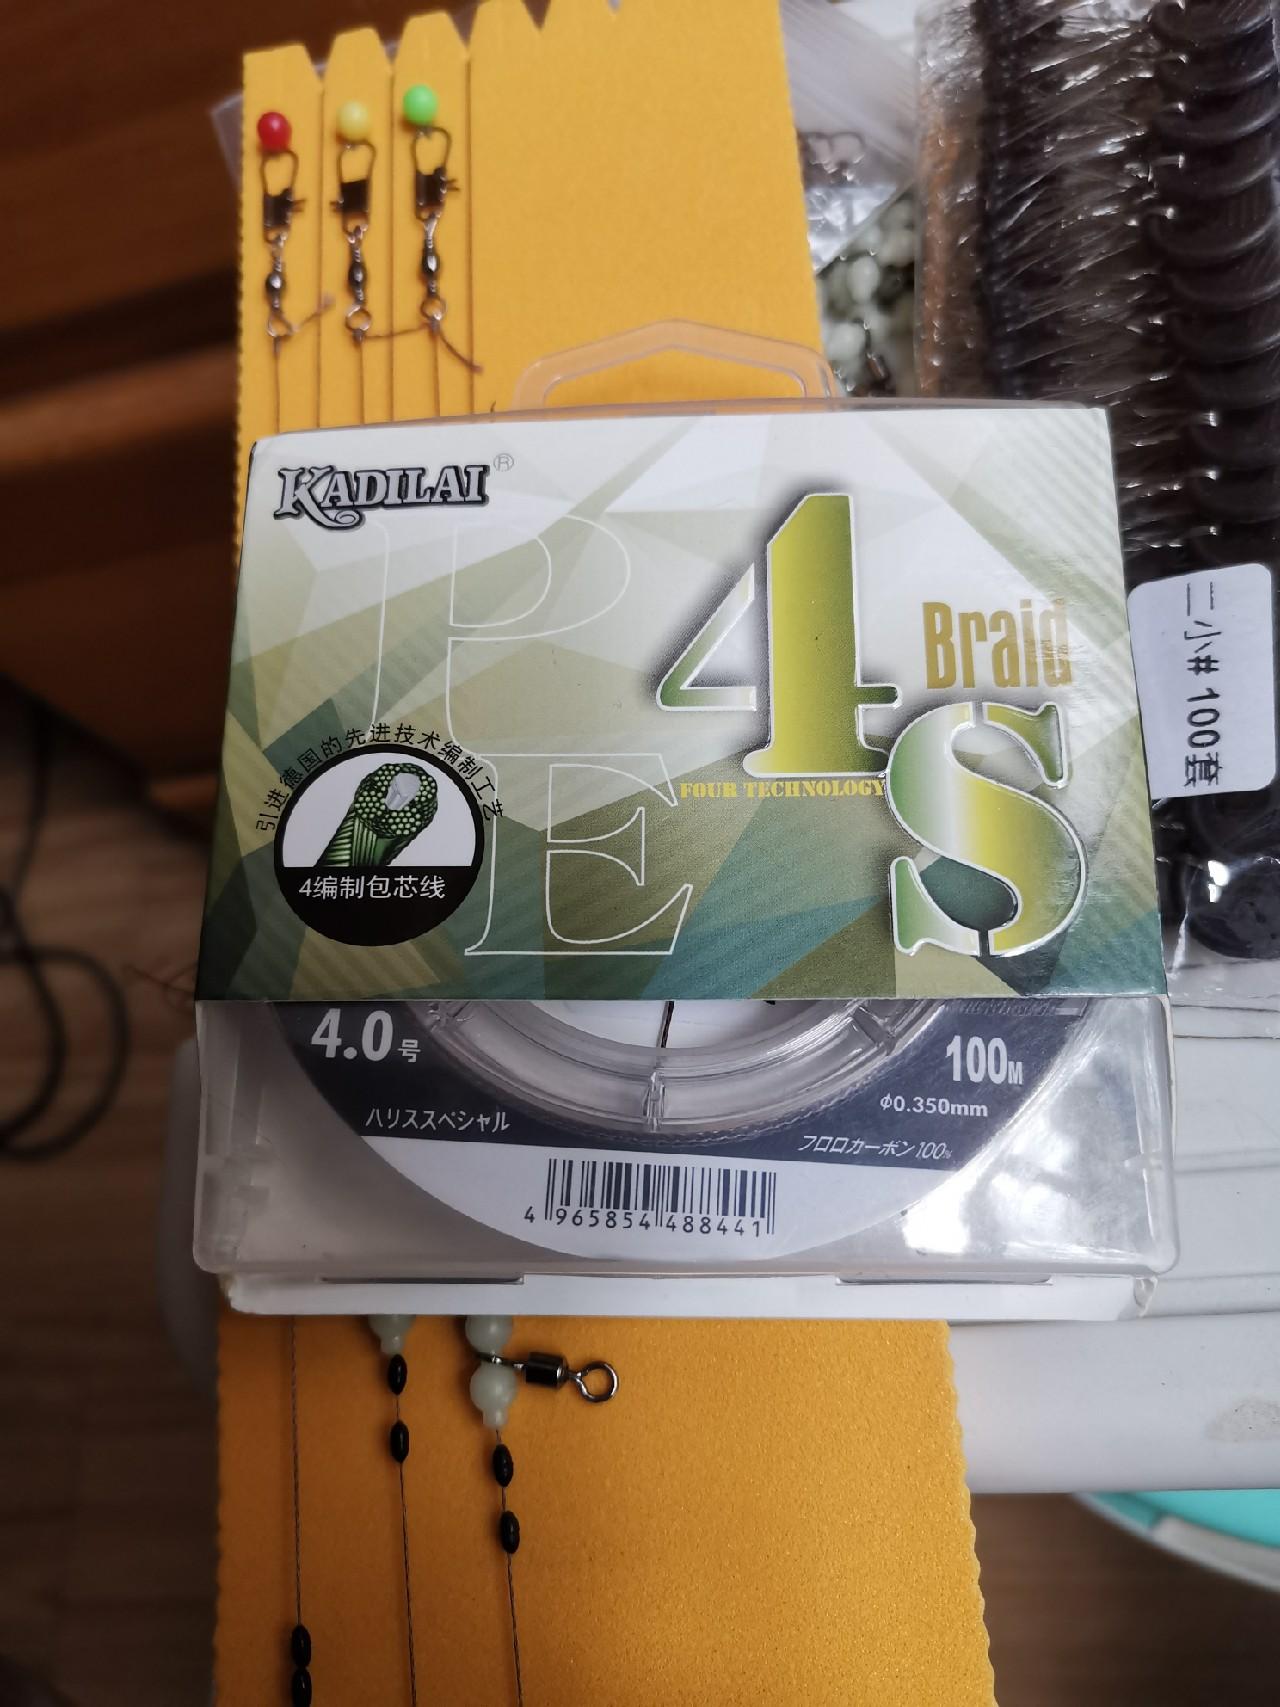 KADILAI®
PE
4S
Braid
FOUR TECHNOLOGY
引进德国的先进技术编制工艺
4编制包芯线
4.0号
100M
φ0.350mm
ハリススペシャル
フロロカーボン100%
4 965854 488441
二小# 100套